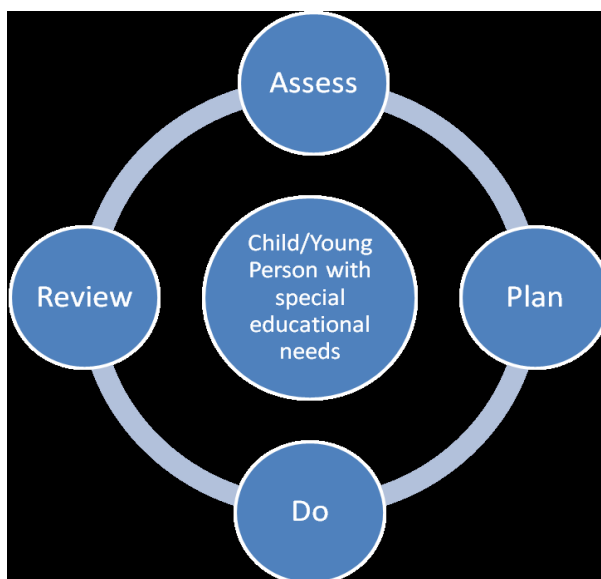 Assess
Child/Young
Person with
special
educational
needs
Review
Plan
Do